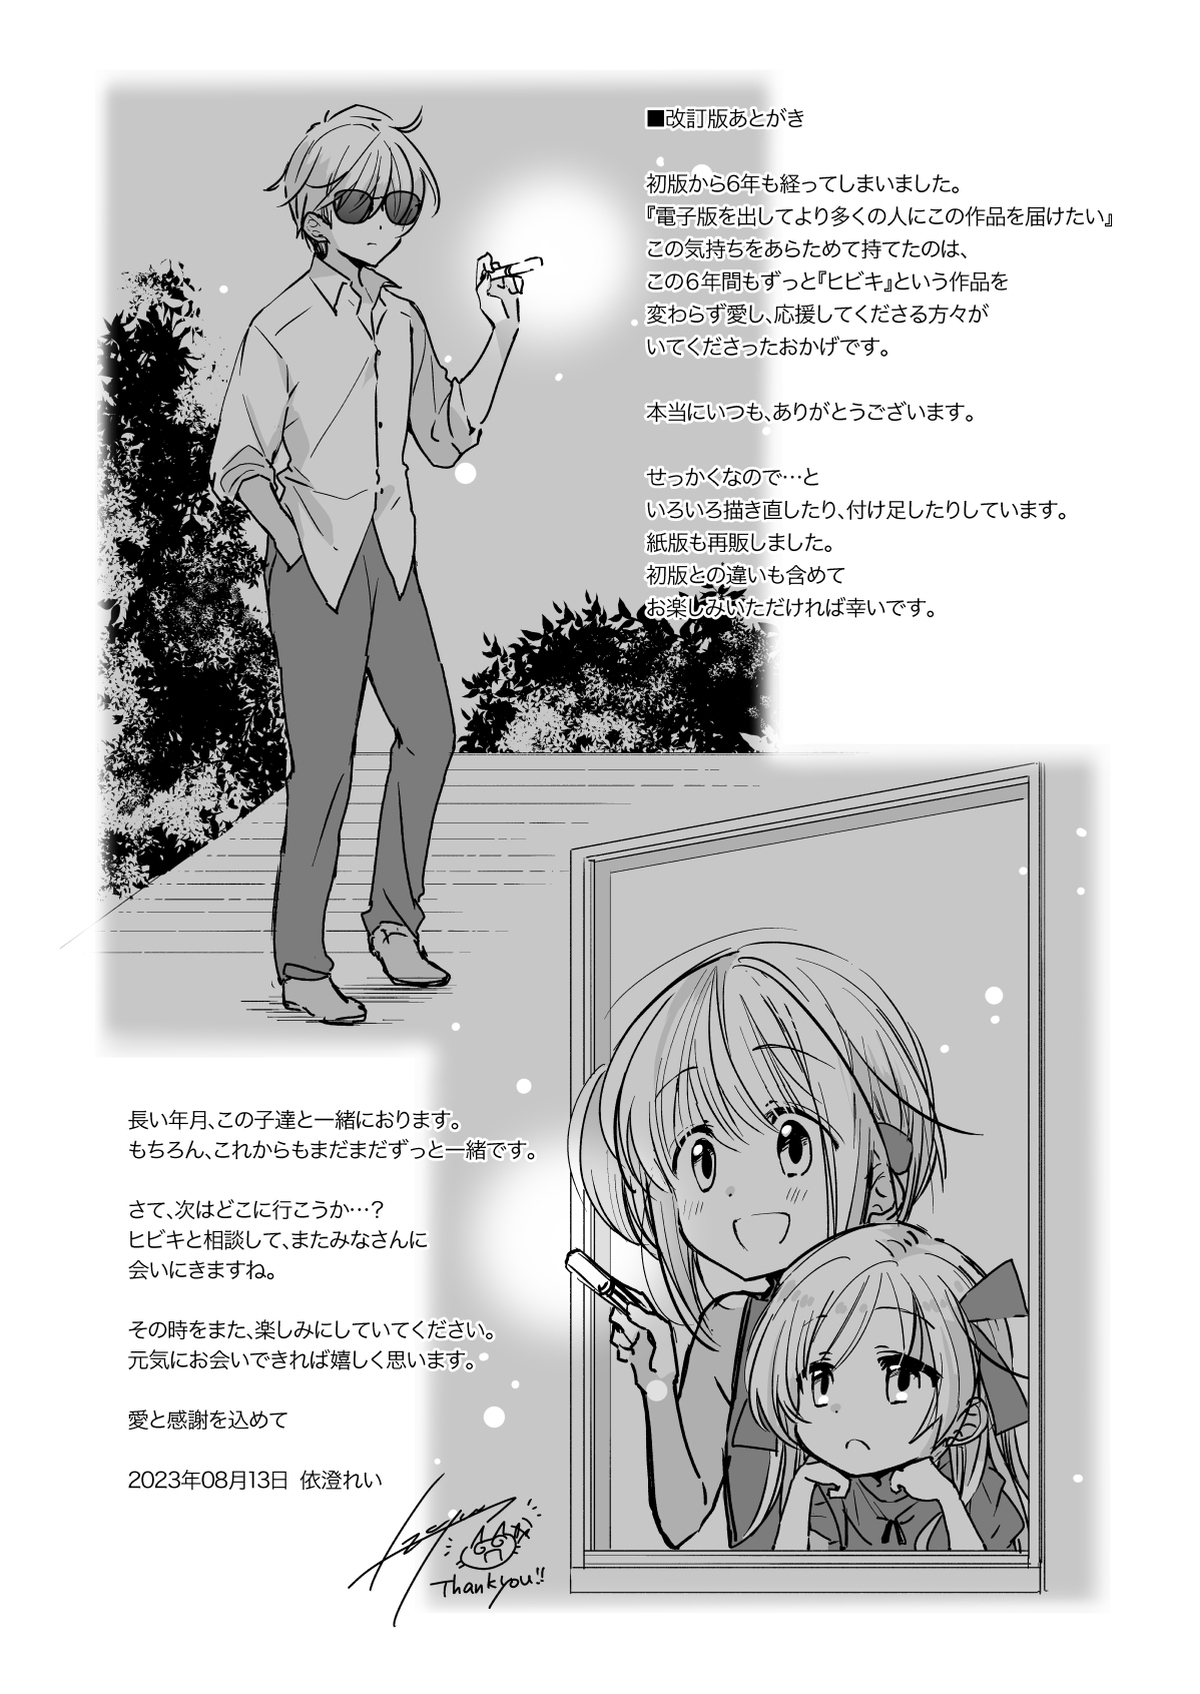 ■改訂版あとがき
初版から6年も経ってしまいました。
『電子版を出してより多くの人にこの作品を届けたい』
この気持ちをあらためて持てたのは、
この6年間もずっと『ヒビキ』という作品を
変わらず愛し、応援してくださる方々が
いてくださったおかげです。
本当にいつも、ありがとうございます。
せっかくなので…と
いろいろ描き直したり、付け足したりしています。
紙版も再販しました。
初版との違いも含めて
お楽しみいただければ幸いです。
長い年月、この子達と一緒におります。
もちろん、これからもまだまだずっと一緒です。
さて、次はどこに行こうか…？
ヒビキと相談して、またみなさんに
会いにきますね。
その時をまた、楽しみにしていてください。
元気にお会いできれば嬉しく思います。
愛と感謝を込めて
2023年08月13日 依澄れい
Thankyou!!